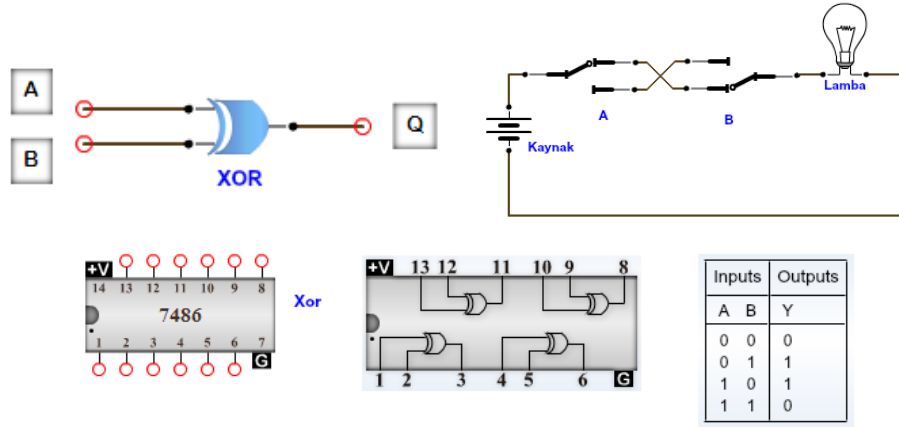 A
B
XOR
Q
Kaynak
A
B
Lamba
+V
14 13 12 11 10 9 8
7486
1 2 3 4 5 6 7
G
Xor
+V 13 12 11 10 9 8
1 2 3 4 5 6 G
Inputs Outputs
A B Y
0 0 0
0 1 1
1 0 1
1 1 0